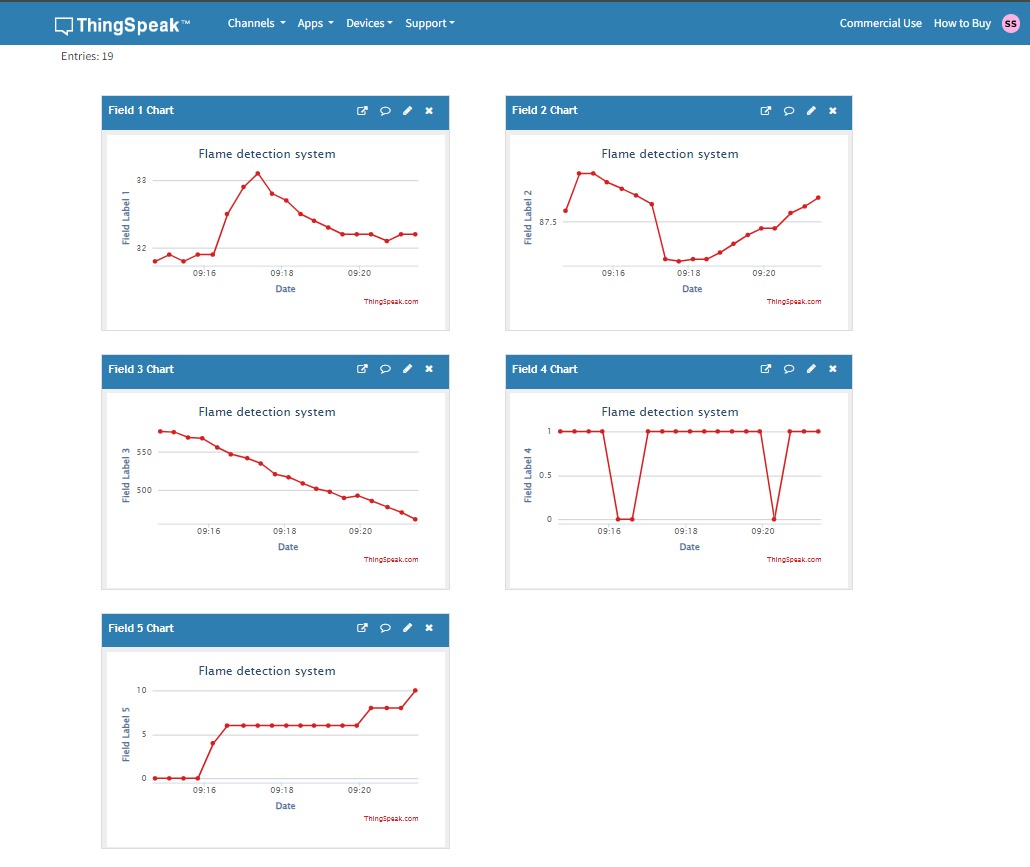 ThingSpeak™ Channels Apps Devices Support Commercial Use How to Buy SS
Entries: 19
Field 1 Chart
Flame detection system
Field Label 1
33
32
09:16 09:18 09:20
Date
ThingSpeak.com
Field 2 Chart
Flame detection system
Field Label 2
87.5
09:16 09:18 09:20
Date
ThingSpeak.com
Field 3 Chart
Flame detection system
Field Label 3
550
500
09:16 09:18 09:20
Date
ThingSpeak.com
Field 4 Chart
Flame detection system
Field Label 4
1
0.5
0
09:16 09:18 09:20
Date
ThingSpeak.com
Field 5 Chart
Flame detection system
Field Label 5
10
5
0
09:16 09:18 09:20
Date
ThingSpeak.com